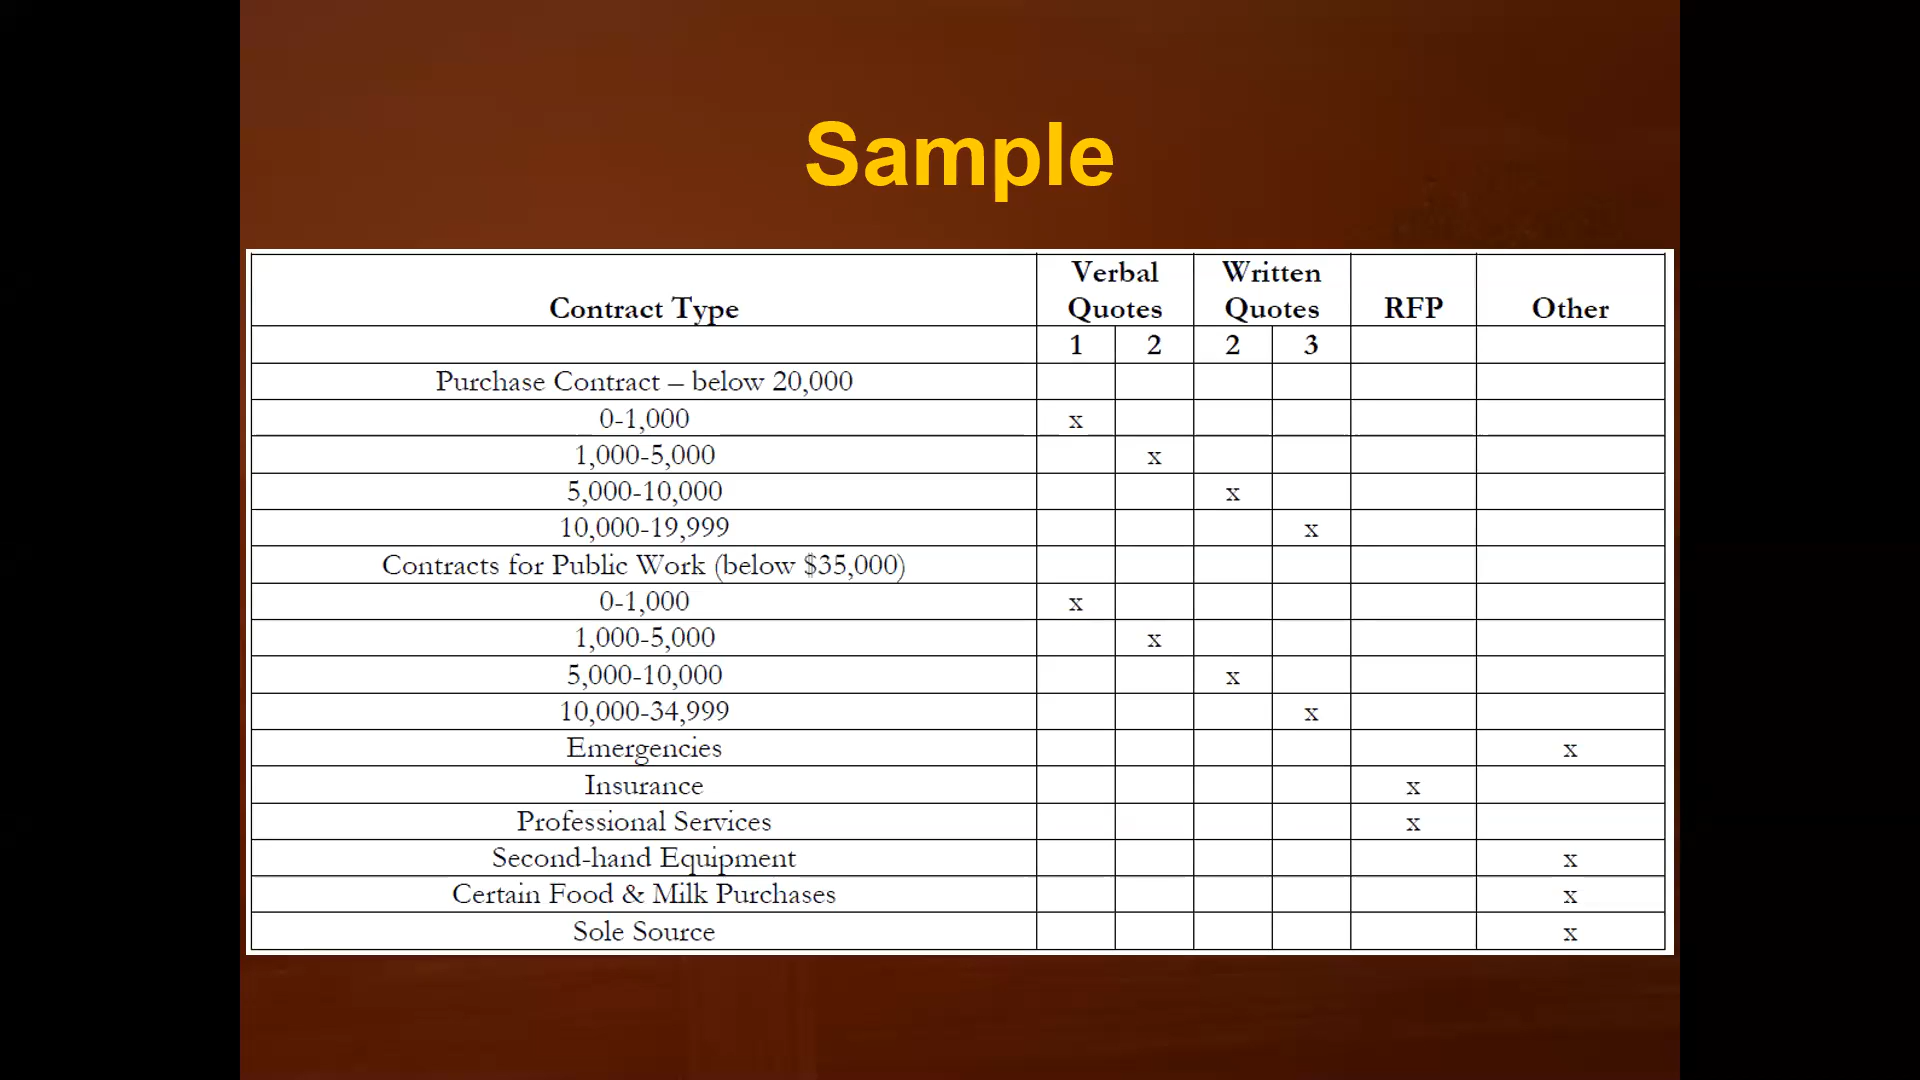 Sample
Contract Type Verbal Quotes Written Quotes RFP Other
1 2 2 3
Purchase Contract – below 20,000
0-1,000 x
1,000-5,000 x
5,000-10,000 x
10,000-19,999 x
Contracts for Public Work (below $35,000)
0-1,000 x
1,000-5,000 x
5,000-10,000 x
10,000-34,999 x
Emergencies x
Insurance x
Professional Services x
Second-hand Equipment x
Certain Food & Milk Purchases x
Sole Source x